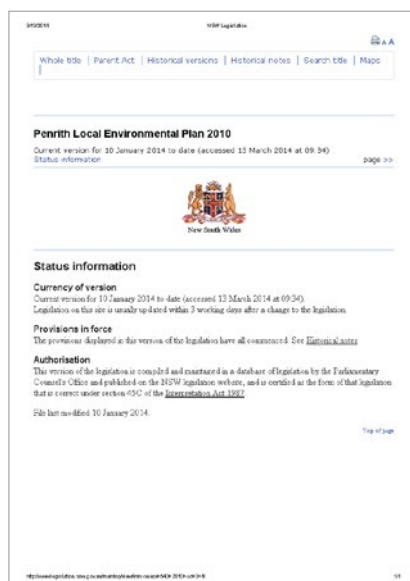 3/13/2014 NSW Legislation
A A
Whole title | Parent Act | Historical versions | Historical notes | Search title | Maps
|
Penrith Local Environmental Plan 2010
Current version for 10 January 2014 to date (accessed 13 March 2014 at 09:34)
Status information page >>
New South Wales
Status information
Currency of version
Current version for 10 January 2014 to date (accessed 13 March 2014 at 09:34).
Legislation on this site is usually updated within 3 working days after a change to the legislation.
Provisions in force
The provisions displayed in this version of the legislation have all commenced. See Historical notes
Authorisation
This version of the legislation is compiled and maintained in a database of legislation by the Parliamentary
Counsel's Office and published on the NSW legislation website, and is certified as the form of that legislation
that is correct under section 45C of the Interpretation Act 1987.
File last modified 10 January 2014.
Top of page
1/1